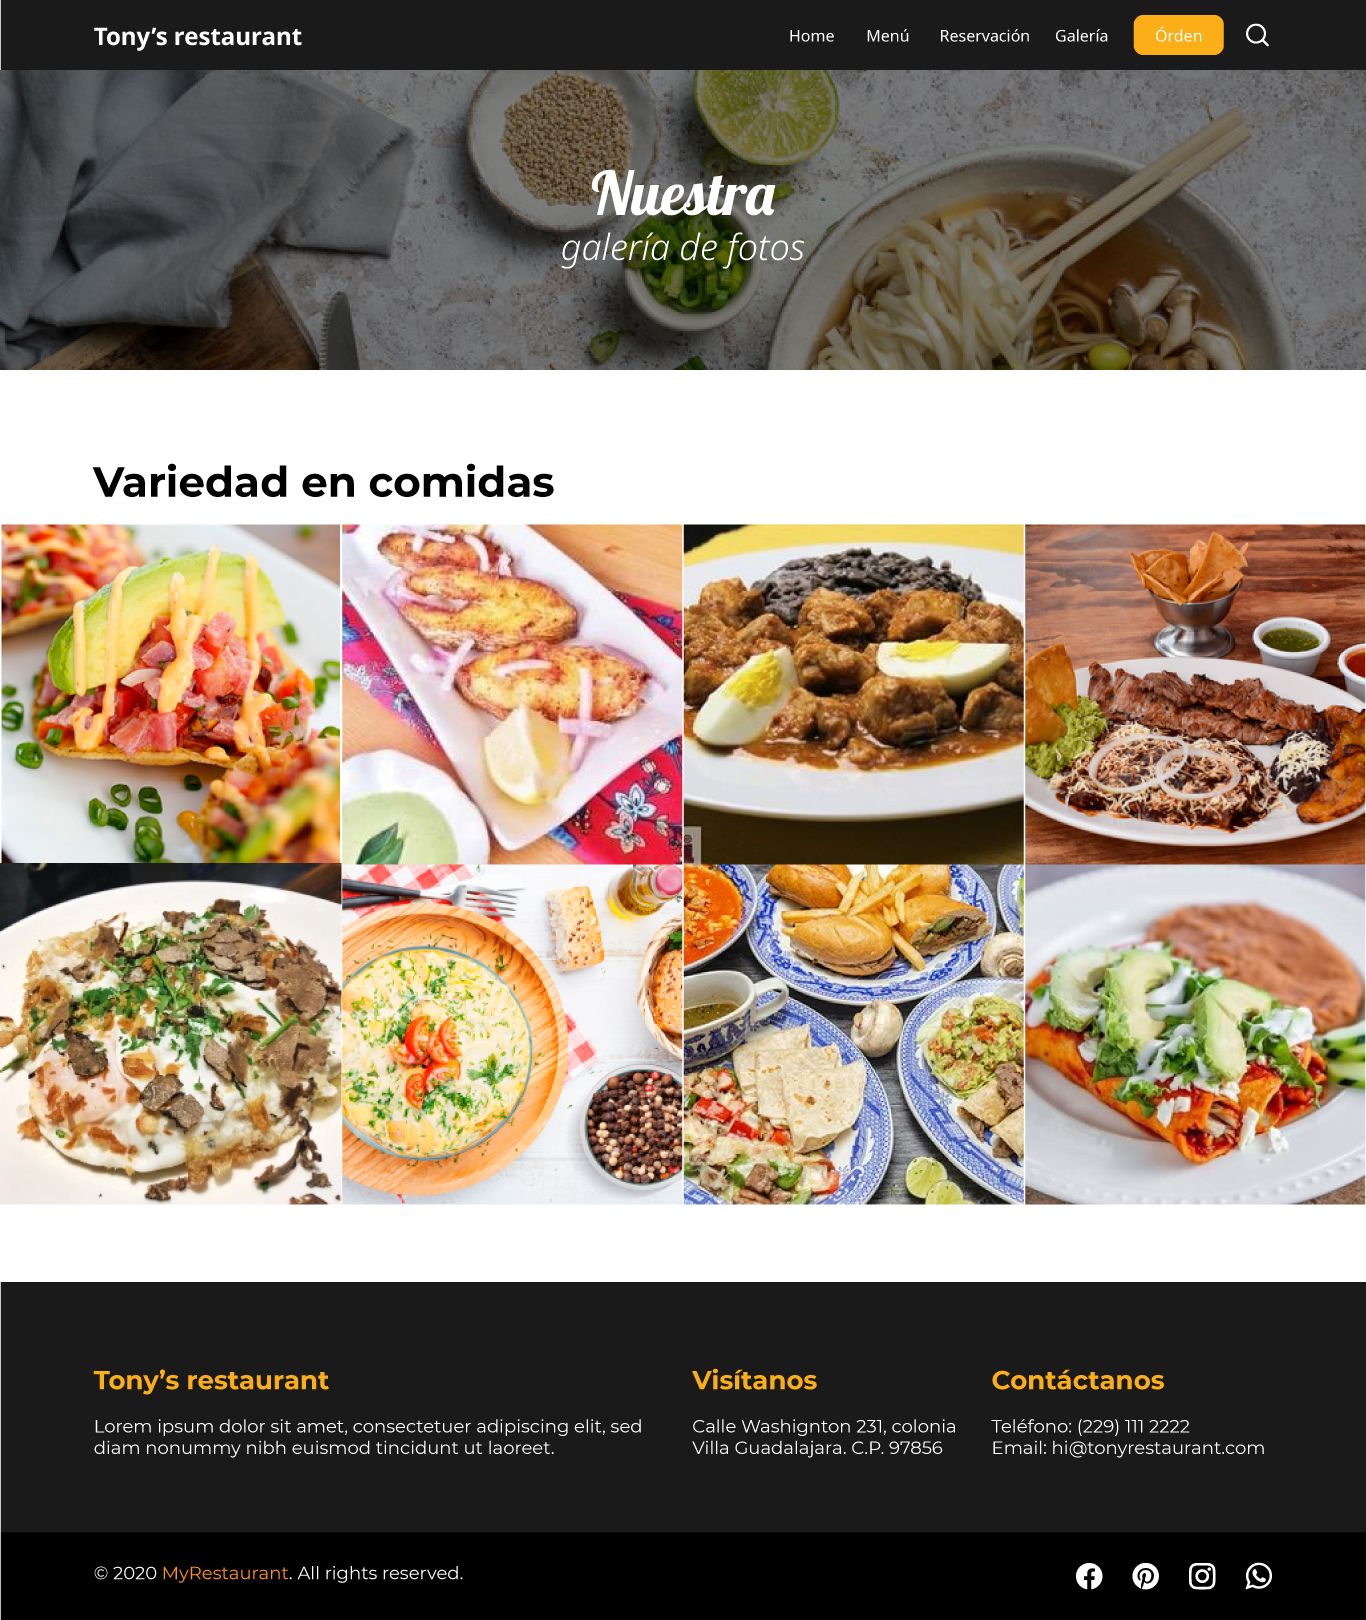 Tony’s restaurant
Home Menú Reservación Galería Órden
Nuestra
galería de fotos
Variedad en comidas
Tony’s restaurant
Lorem ipsum dolor sit amet, consectetuer adipiscing elit, sed
diam nonummy nibh euismod tincidunt ut laoreet.
Visítanos
Calle Washignton 231, colonia
Villa Guadalajara. C.P. 97856
Contáctanos
Teléfono: (229) 111 2222
Email: hi@tonyrestaurant.com
© 2020 MyRestaurant. All rights reserved.